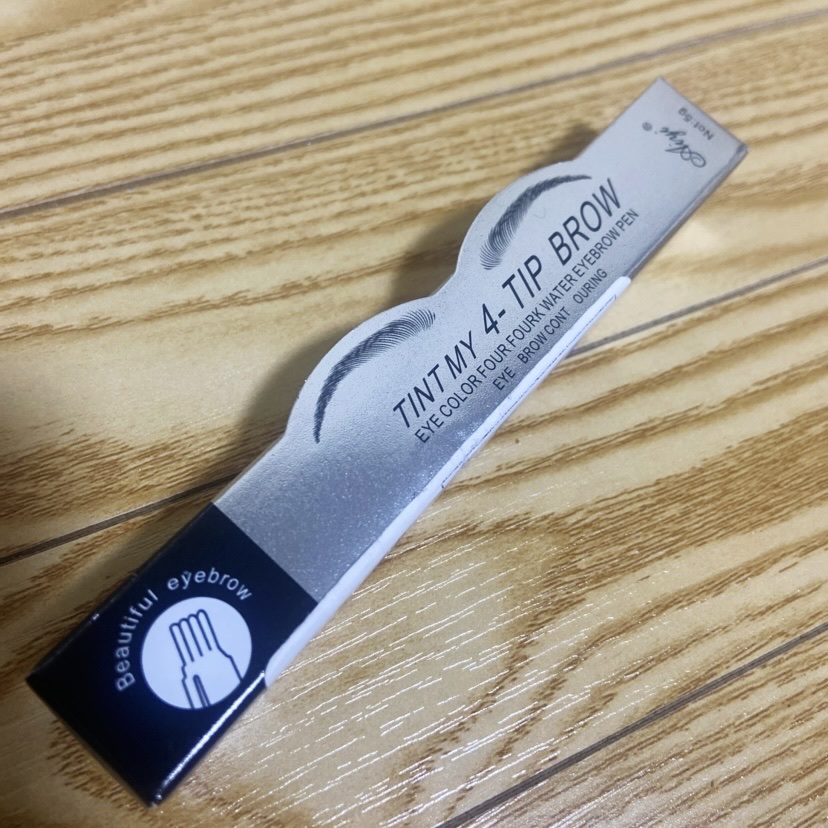 TINT MY 4- TIP BROW
EYE COLOR FOUR FOURK WATER EYEBROW PEN
EYE BROW CONT OURING
Beautiful eyebrow
Net:5g